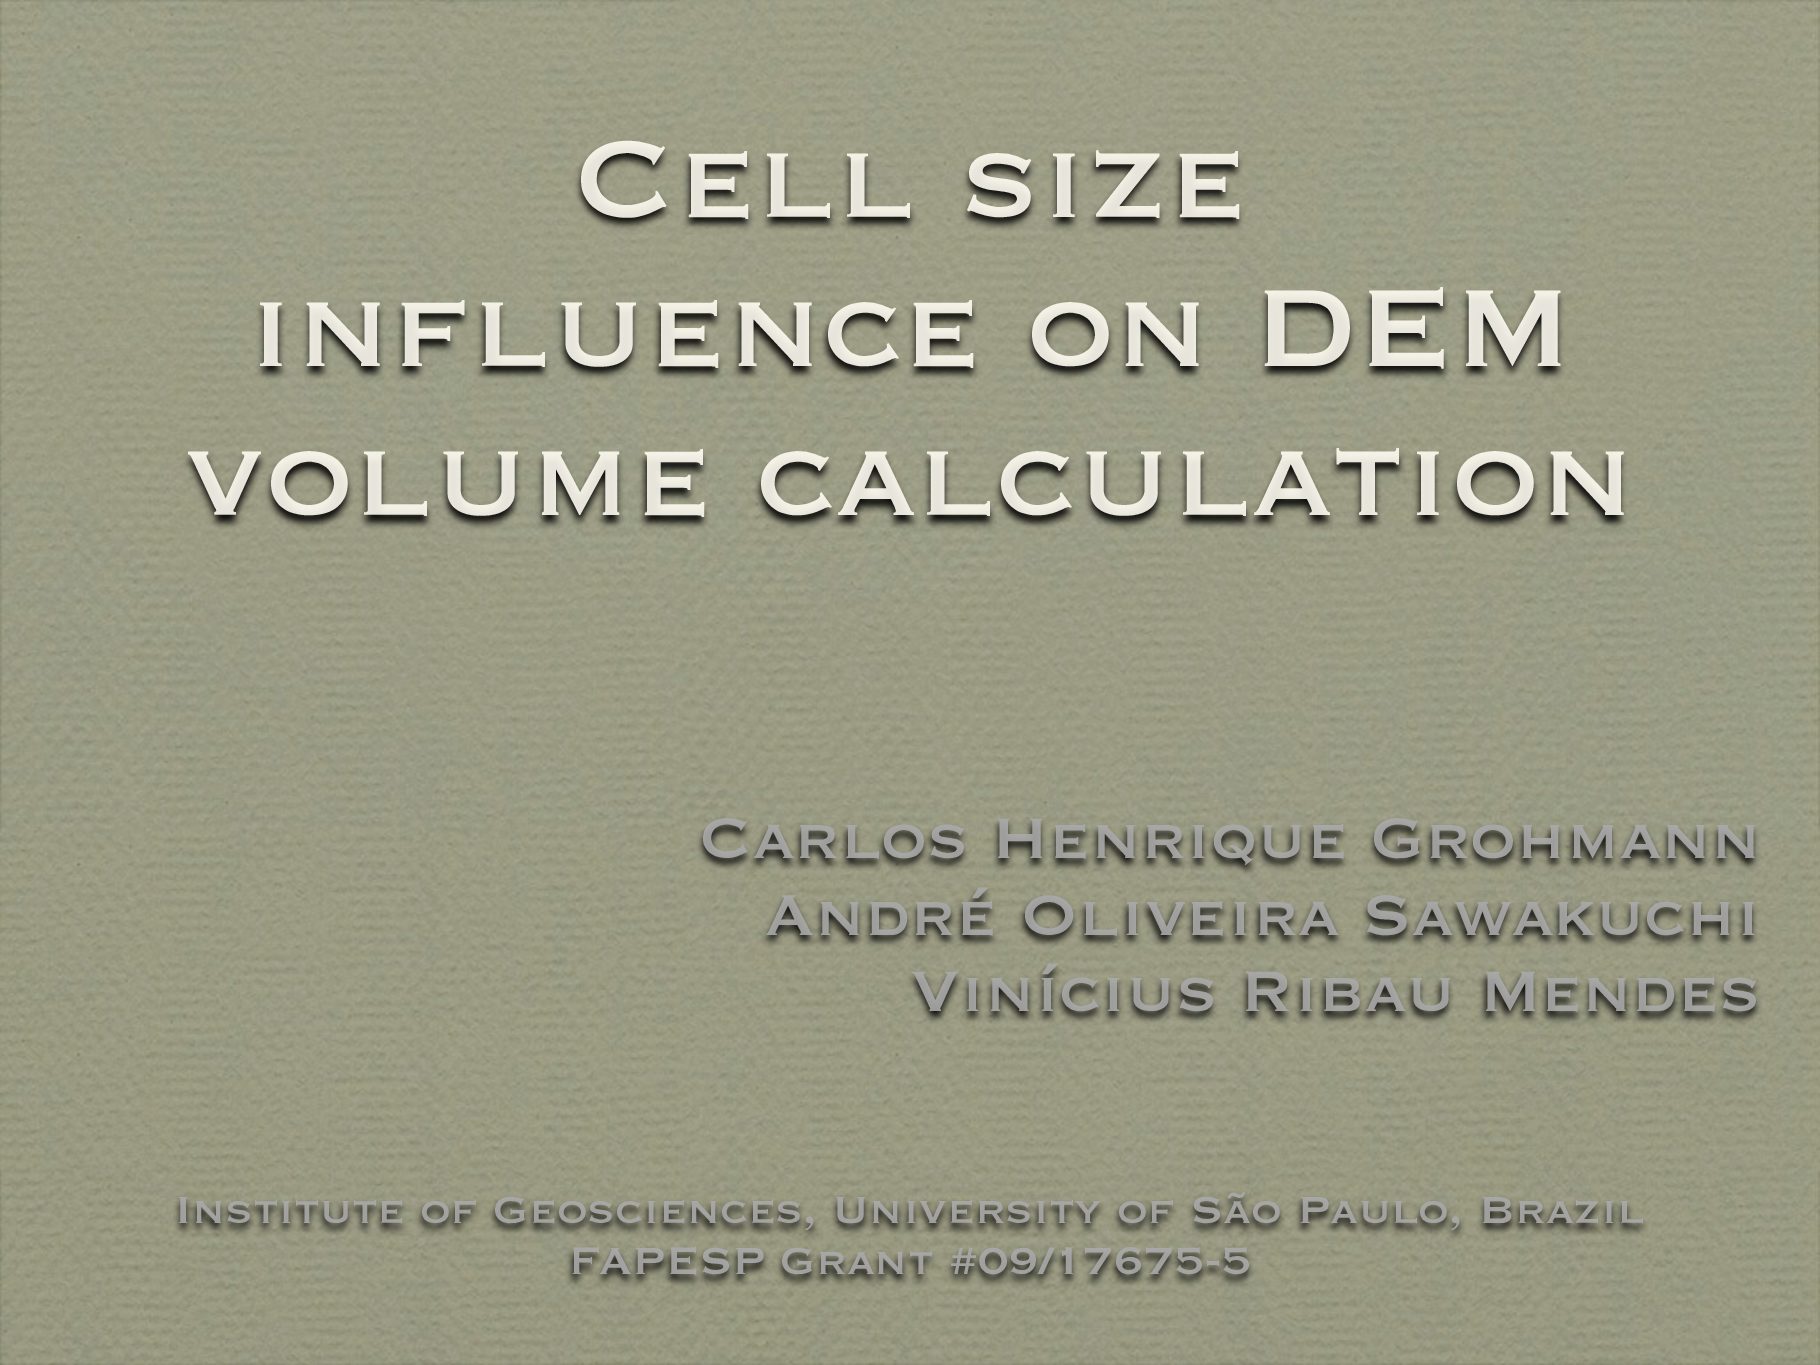 Cell size
influence on DEM
volume calculation
Carlos Henrique Grohmann
André Oliveira Sawakuchi
Vinícius Ribau Mendes
Institute of Geosciences, University of São Paulo, Brazil
FAPESP Grant #09/17675-5